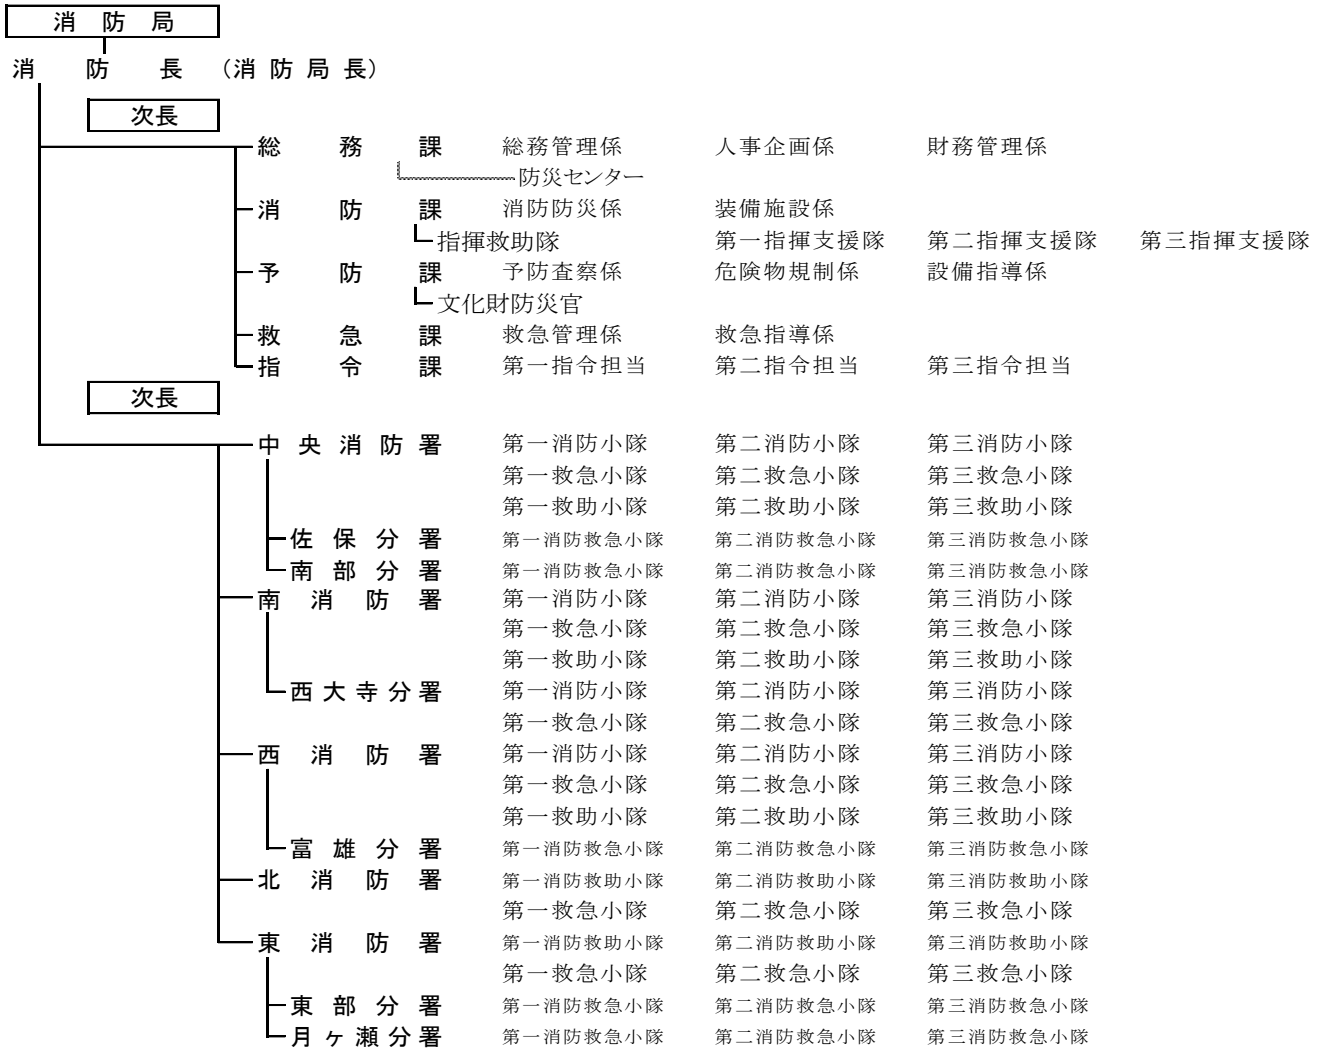 消防局
消防長（消防局長）
次長
総務課 総務管理係 人事企画係 財務管理係
防災センター
消防課 消防防災係 装備施設係
指揮救助隊 第一指揮支援隊 第二指揮支援隊 第三指揮支援隊
予防課 予防査察係 危険物規制係 設備指導係
文化財防災官
救急課 救急管理係 救急指導係
指令課 第一指令担当 第二指令担当 第三指令担当
次長
中央消防署 第一消防小隊 第二消防小隊 第三消防小隊
第一救急小隊 第二救急小隊 第三救急小隊
第一救助小隊 第二救助小隊 第三救助小隊
佐保分署 第一消防救急小隊 第二消防救急小隊 第三消防救急小隊
南部分署 第一消防救急小隊 第二消防救急小隊 第三消防救急小隊
南消防署 第一消防小隊 第二消防小隊 第三消防小隊
第一救急小隊 第二救急小隊 第三救急小隊
第一救助小隊 第二救助小隊 第三救助小隊
西大寺分署 第一消防小隊 第二消防小隊 第三消防小隊
第一救急小隊 第二救急小隊 第三救急小隊
西消防署 第一消防小隊 第二消防小隊 第三消防小隊
第一救急小隊 第二救急小隊 第三救急小隊
第一救助小隊 第二救助小隊 第三救助小隊
富雄分署 第一消防救急小隊 第二消防救急小隊 第三消防救急小隊
北消防署 第一消防救助小隊 第二消防救助小隊 第三消防救助小隊
第一救急小隊 第二救急小隊 第三救急小隊
東消防署 第一消防救助小隊 第二消防救助小隊 第三消防救助小隊
第一救急小隊 第二救急小隊 第三救急小隊
東部分署 第一消防救急小隊 第二消防救急小隊 第三消防救急小隊
月ヶ瀬分署 第一消防救急小隊 第二消防救急小隊 第三消防救急小隊